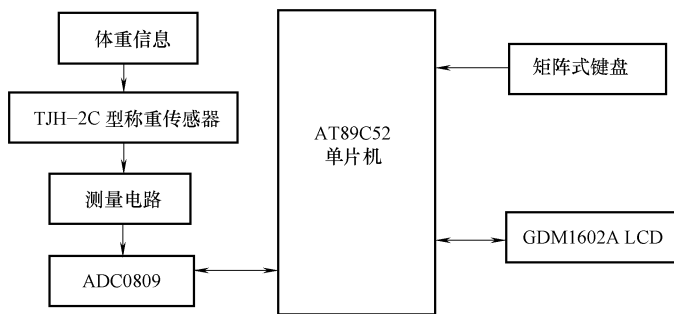 体重信息
TJH-2C 型称重传感器
测量电路
ADC0809
AT89C52
单片机
矩阵式键盘
GDM1602A LCD